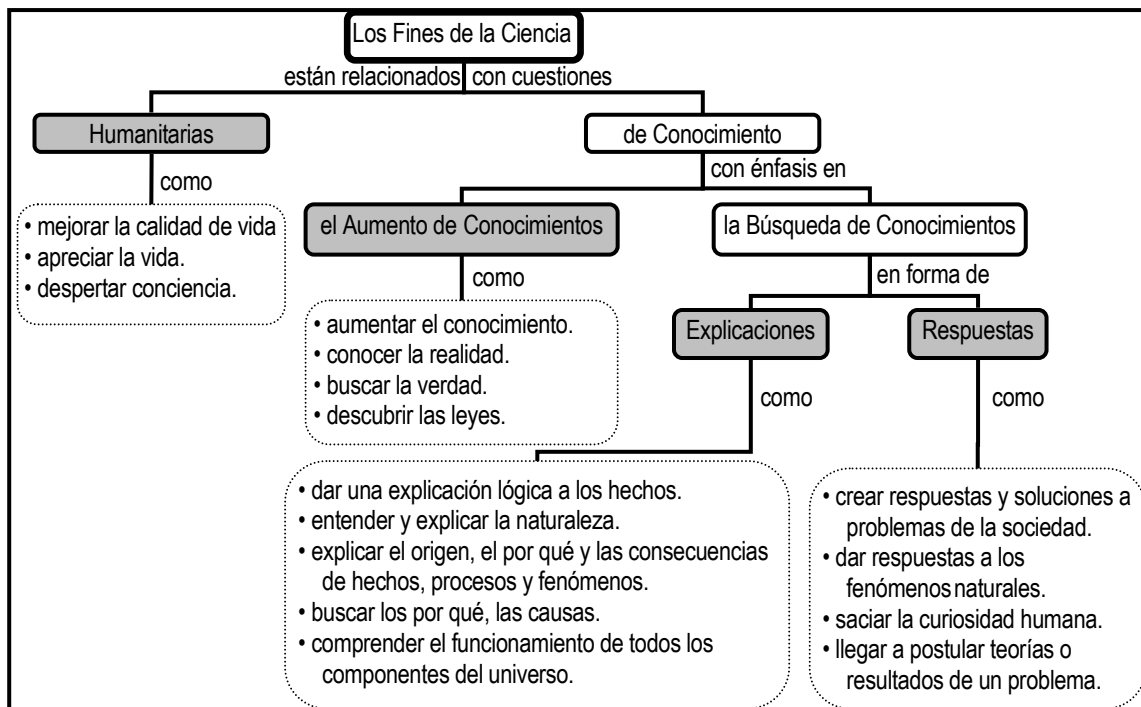 Los Fines de la Ciencia
están relacionados con cuestiones
Humanitarias
de Conocimiento
como
con énfasis en
• mejorar la calidad de vida
• apreciar la vida.
• despertar conciencia.
el Aumento de Conocimientos
la Búsqueda de Conocimientos
como
en forma de
• aumentar el conocimiento.
• conocer la realidad.
• buscar la verdad.
• descubrir las leyes.
Explicaciones
Respuestas
como
como
• dar una explicación lógica a los hechos.
• entender y explicar la naturaleza.
• explicar el origen, el por qué y las consecuencias
de hechos, procesos y fenómenos.
• buscar los por qué, las causas.
• comprender el funcionamiento de todos los
componentes del universo.
• crear respuestas y soluciones a
problemas de la sociedad.
• dar respuestas a los
fenómenos naturales.
• saciar la curiosidad humana.
• llegar a postular teorías o
resultados de un problema.